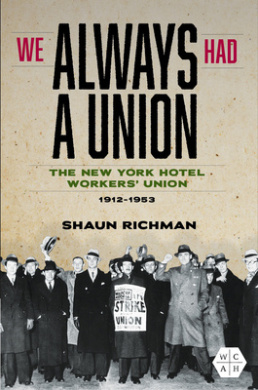 WE
ALWAYS
HAD
A UNION
THE NEW YORK HOTEL
WORKERS' UNION
1912-1953
SHAUN RICHMAN
STRIKE
UNION
W C
A H